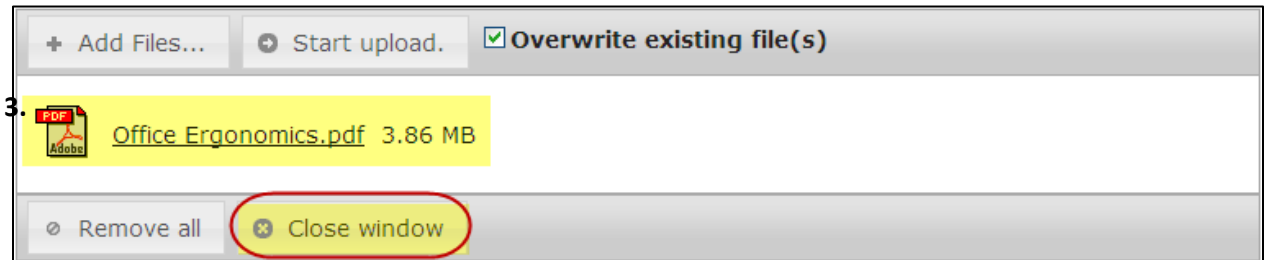 + Add Files... Start upload. Overwrite existing file(s)
3.
PDF
Adobe
Office Ergonomics.pdf 3.86 MB
Remove all Close window